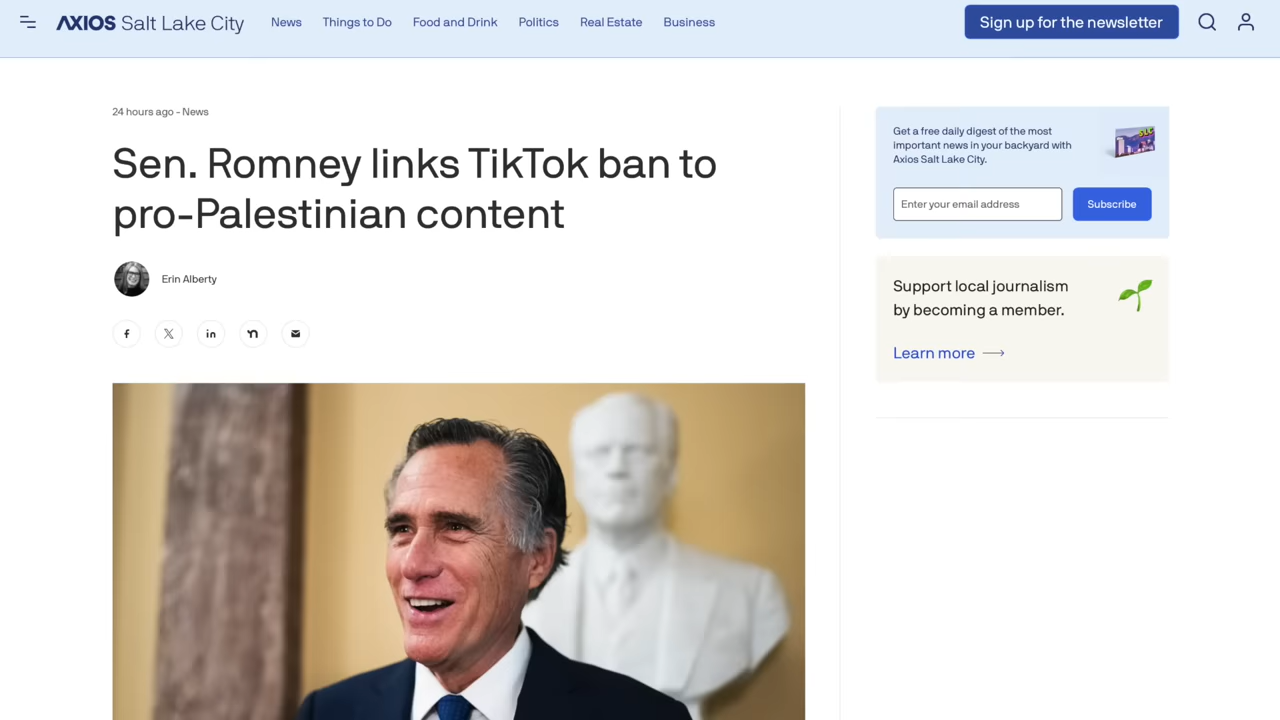 AXIOS Salt Lake City News Things to Do Food and Drink Politics Real Estate Business Sign up for the newsletter
24 hours ago - News
Sen. Romney links TikTok ban to
pro-Palestinian content
Erin Alberty
Get a free daily digest of the most
important news in your backyard with
Axios Salt Lake City.
SLC
Enter your email address Subscribe
Support local journalism
by becoming a member.
Learn more